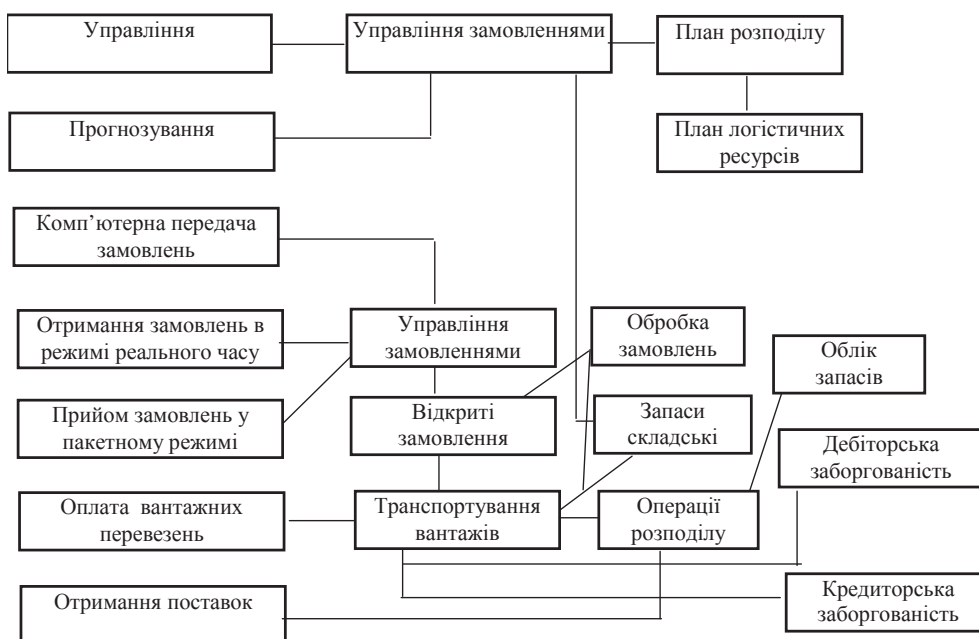 Управління
Управління замовленнями
План розподілу
Прогнозування
План логістичних
ресурсів
Комп’ютерна передача
замовлень
Отримання замовлень в
режимі реального часу
Управління
замовленнями
Обробка
замовлень
Облік
запасів
Прийом замовлень у
пакетному режимі
Відкриті
замовлення
Запаси
складські
Дебіторська
заборгованість
Оплата вантажних
перевезень
Транспортування
вантажів
Операції
розподілу
Отримання поставок
Кредиторська
заборгованість